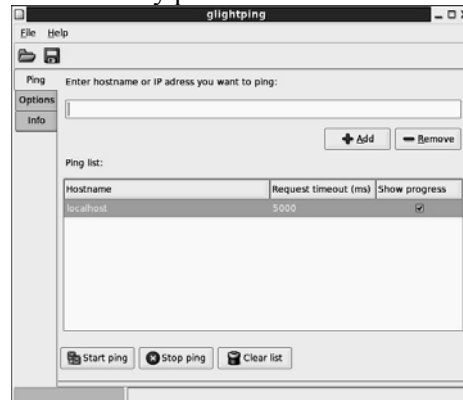 glightping
File Help
Ping
Options
Info
Enter hostname or IP adress you want to ping:
Add Remove
Ping list:
Hostname Request timeout (ms) Show progress
localhost 5000
Start ping Stop ping Clear list